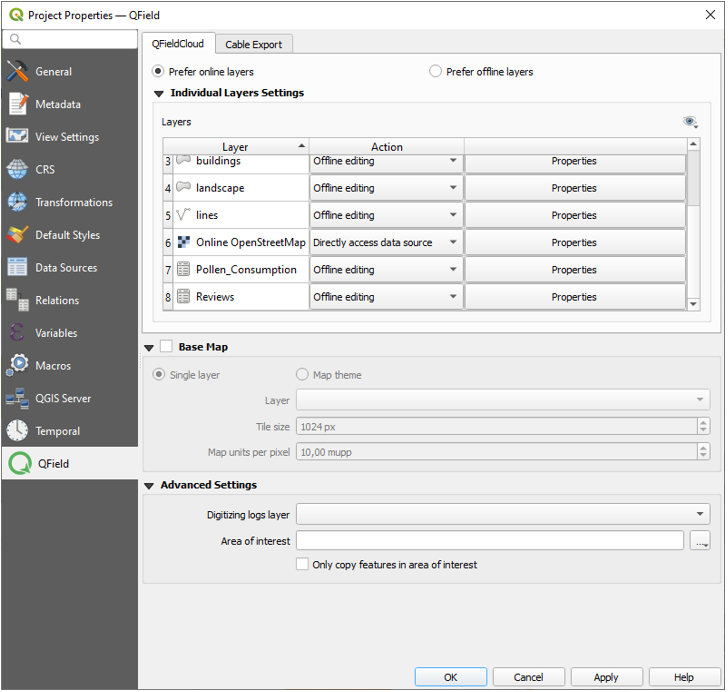 Project Properties — QField
General
Metadata
View Settings
CRS
Transformations
Default Styles
Data Sources
Relations
Variables
Macros
QGIS Server
Temporal
QField
QFieldCloud Cable Export
Prefer online layers Prefer offline layers
Individual Layers Settings
Layers
Layer Action
3 buildings Offline editing Properties
4 landscape Offline editing Properties
5 lines Offline editing Properties
6 Online OpenStreetMap Directly access data source Properties
7 Pollen_Consumption Offline editing Properties
8 Reviews Offline editing Properties
Base Map
Single layer Map theme
Layer
Tile size 1024 px
Map units per pixel 10,00 mupp
Advanced Settings
Digitizing logs layer
Area of interest ...
Only copy features in area of interest
OK Cancel Apply Help